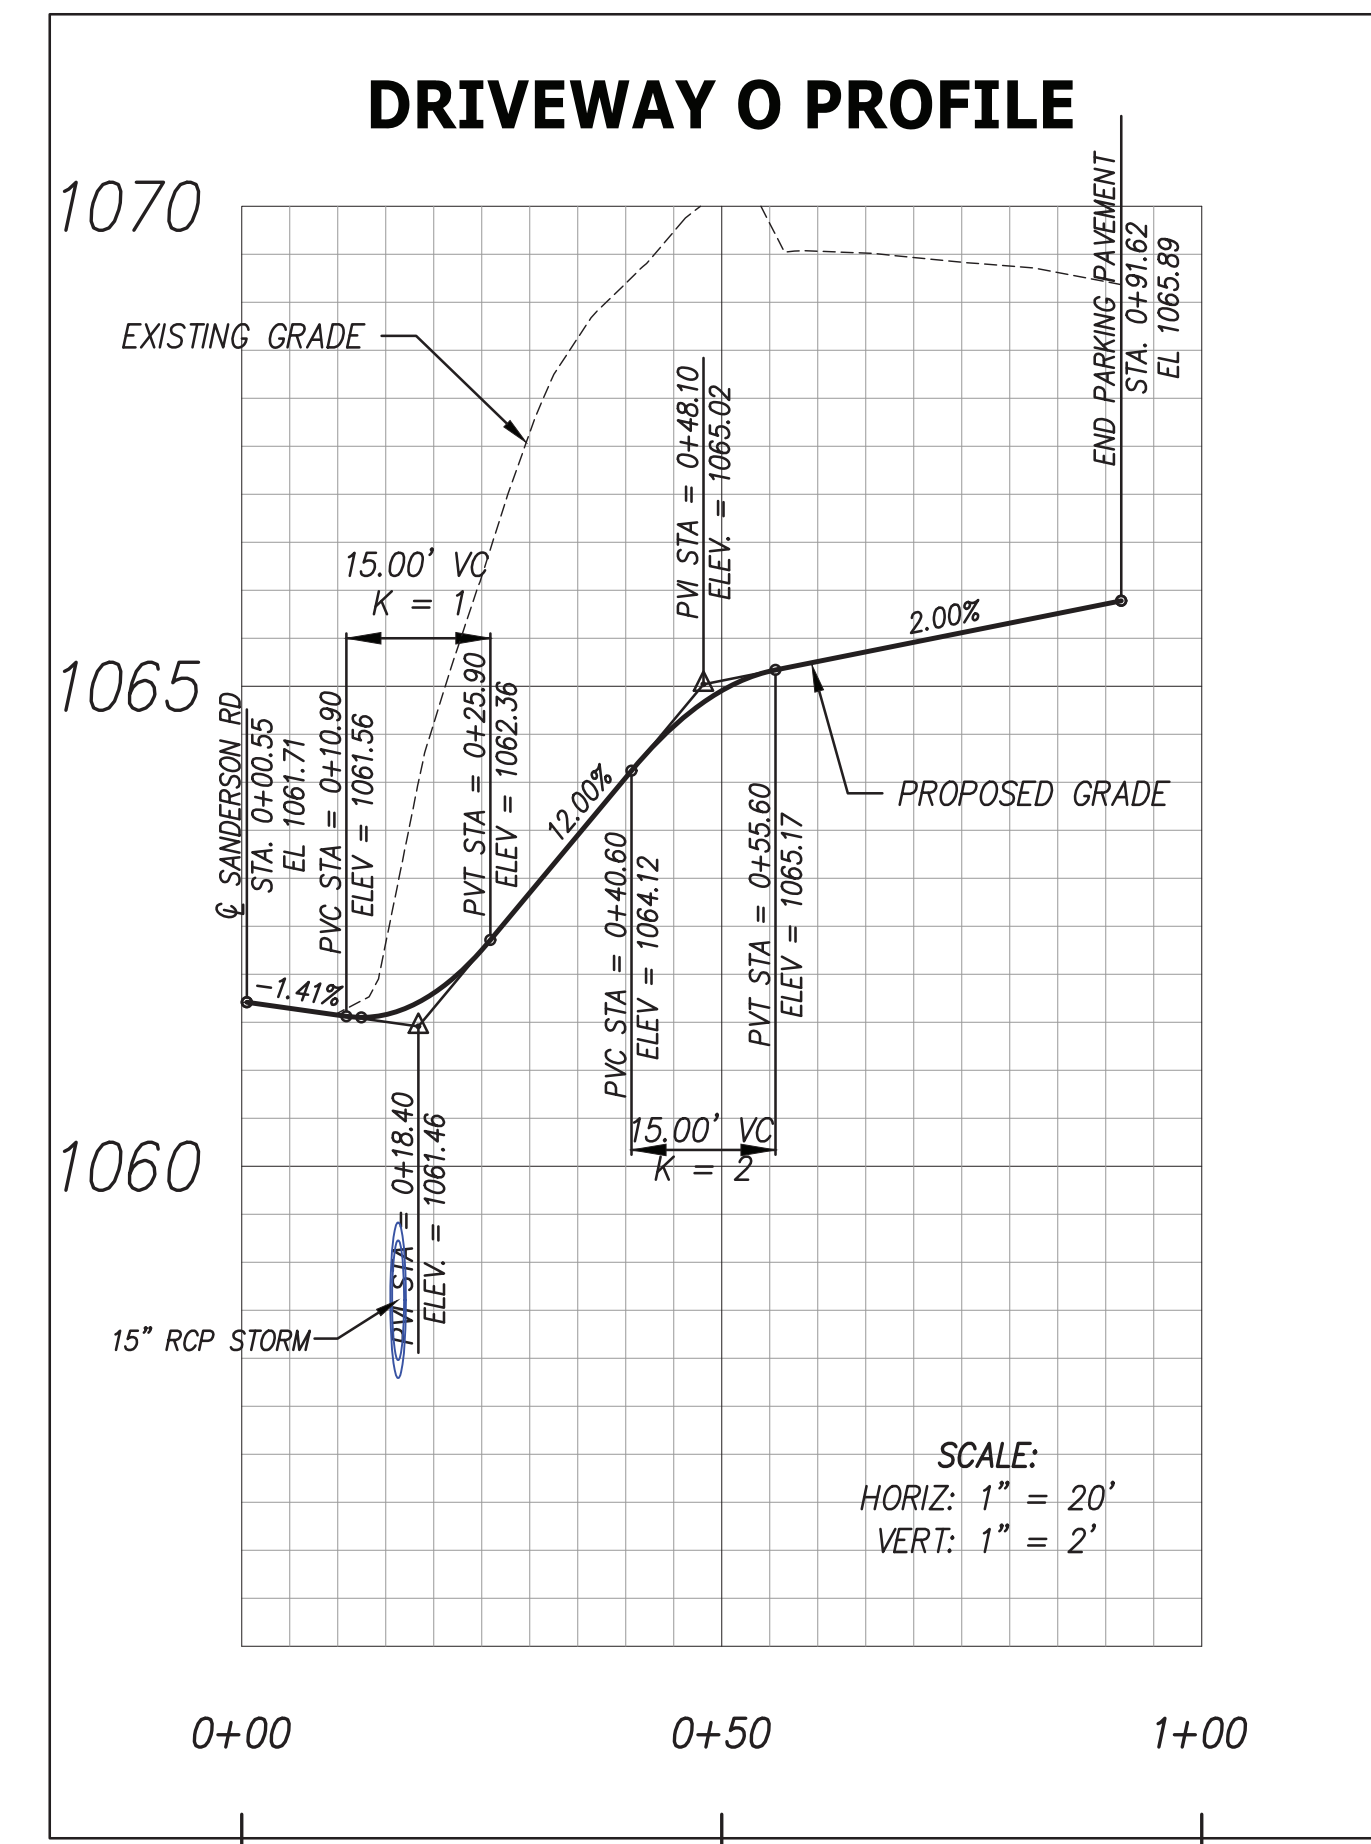 DRIVEWAY O PROFILE
1070
1065
1060
EXISTING GRADE
15.00' VC
K = 1
℄ SANDERSON RD
STA. 0+00.55
EL 1061.71
PVC STA = 0+10.90
ELEV = 1061.56
PVT STA = 0+25.90
ELEV = 1062.36
-1.41%
PVI STA = 0+18.40
ELEV. = 1061.46
15" RCP STORM
12.00%
PVC STA = 0+40.60
ELEV = 1064.12
PVI STA = 0+48.10
ELEV. = 1065.02
PVT STA = 0+55.60
ELEV = 1065.17
15.00' VC
K = 2
2.00%
PROPOSED GRADE
END PARKING PAVEMENT
STA. 0+91.62
EL 1065.89
SCALE:
HORIZ: 1" = 20'
VERT: 1" = 2'
0+00
0+50
1+00